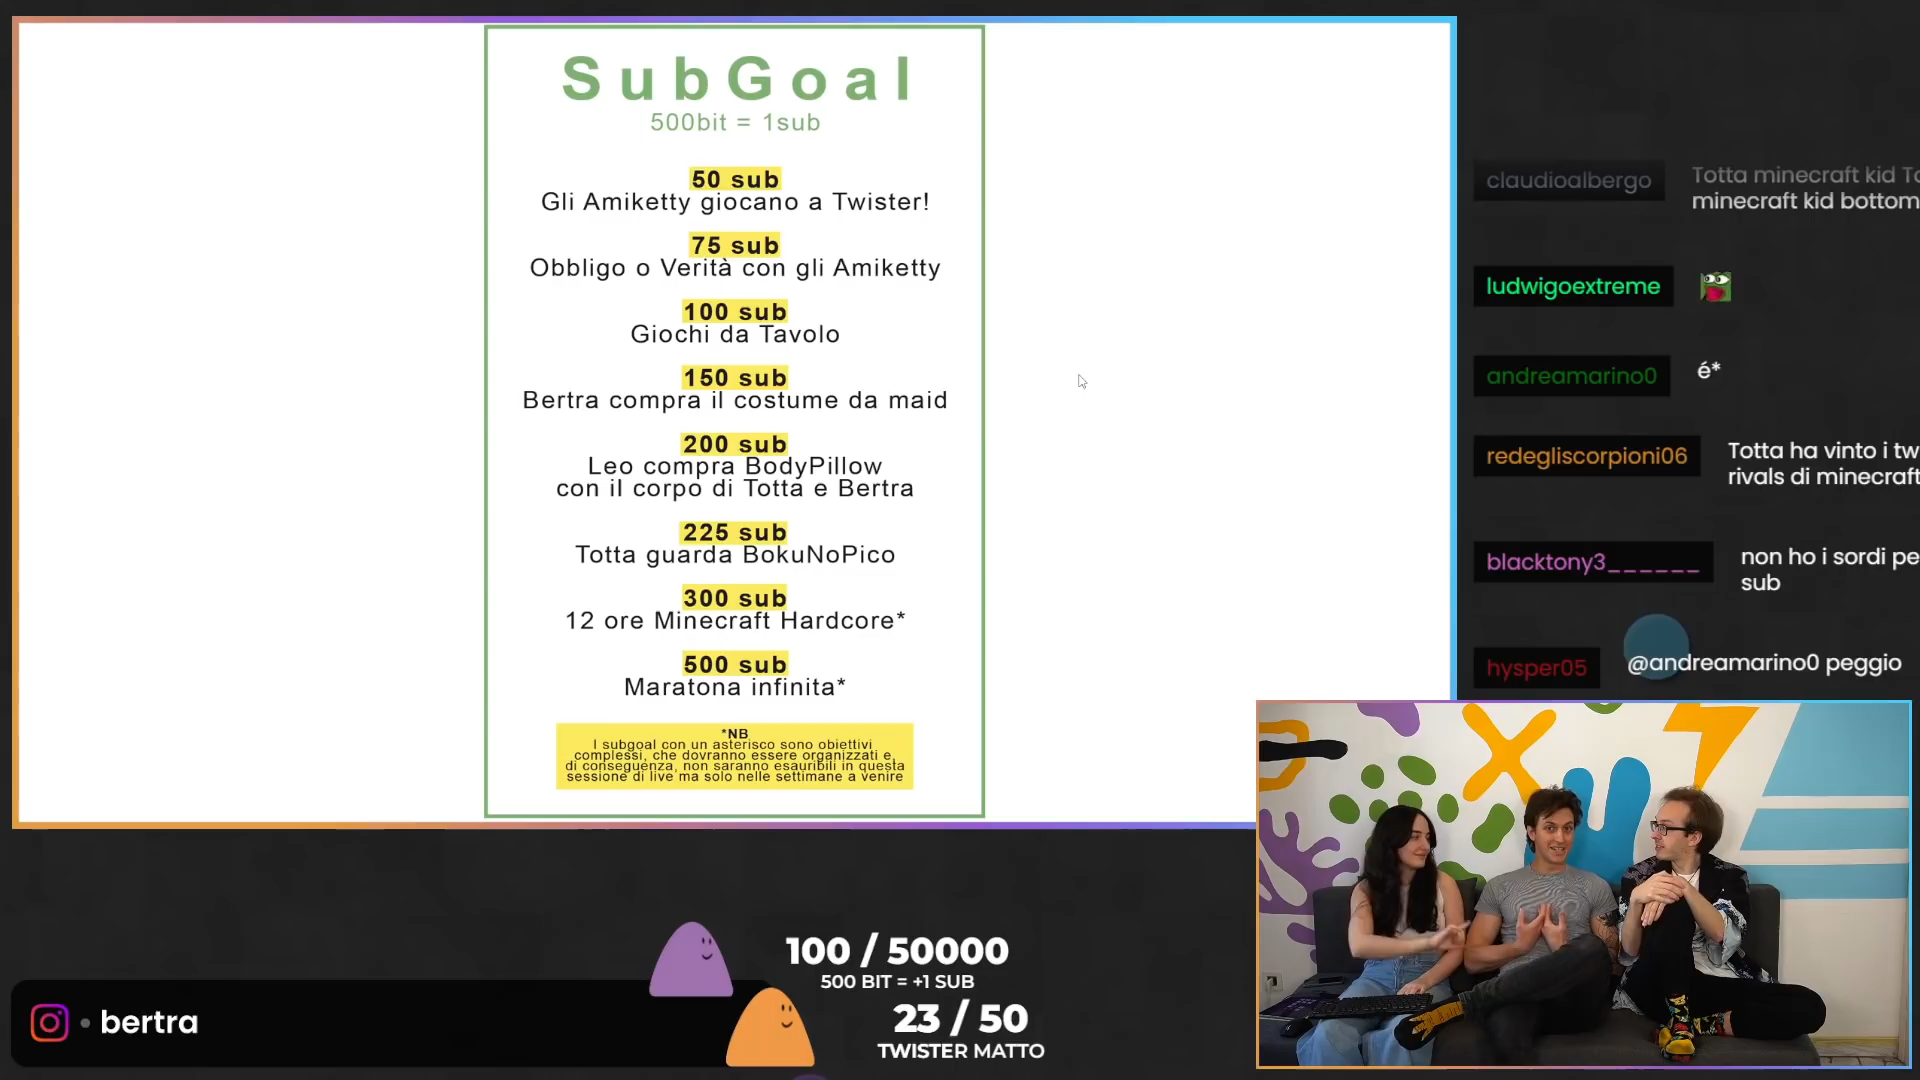 SubGoal
500bit = 1sub
50 sub
Gli Amiketty giocano a Twister!
75 sub
Obbligo o Verità con gli Amiketty
100 sub
Giochi da Tavolo
150 sub
Bertra compra il costume da maid
200 sub
Leo compra BodyPillow
con il corpo di Totta e Bertra
225 sub
Totta guarda BokuNoPico
300 sub
12 ore Minecraft Hardcore*
500 sub
Maratona infinita*
*NB
I subgoal con un asterisco sono obiettivi
complessi, che dovranno essere organizzati e,
di conseguenza, non saranno esauribili in questa
sessione di live ma solo nelle settimane a venire
claudioalbergo
Totta minecraft kid
minecraft kid bottom
ludwigoextreme
andreamarino0
é*
redegliscorpioni06
Totta ha vinto i tw
rivals di minecraft
blacktony3______
non ho i sordi pe
sub
hysper05
@andreamarino0 peggio
100 / 50000
500 BIT = +1 SUB
23 / 50
TWISTER MATTO
bertra